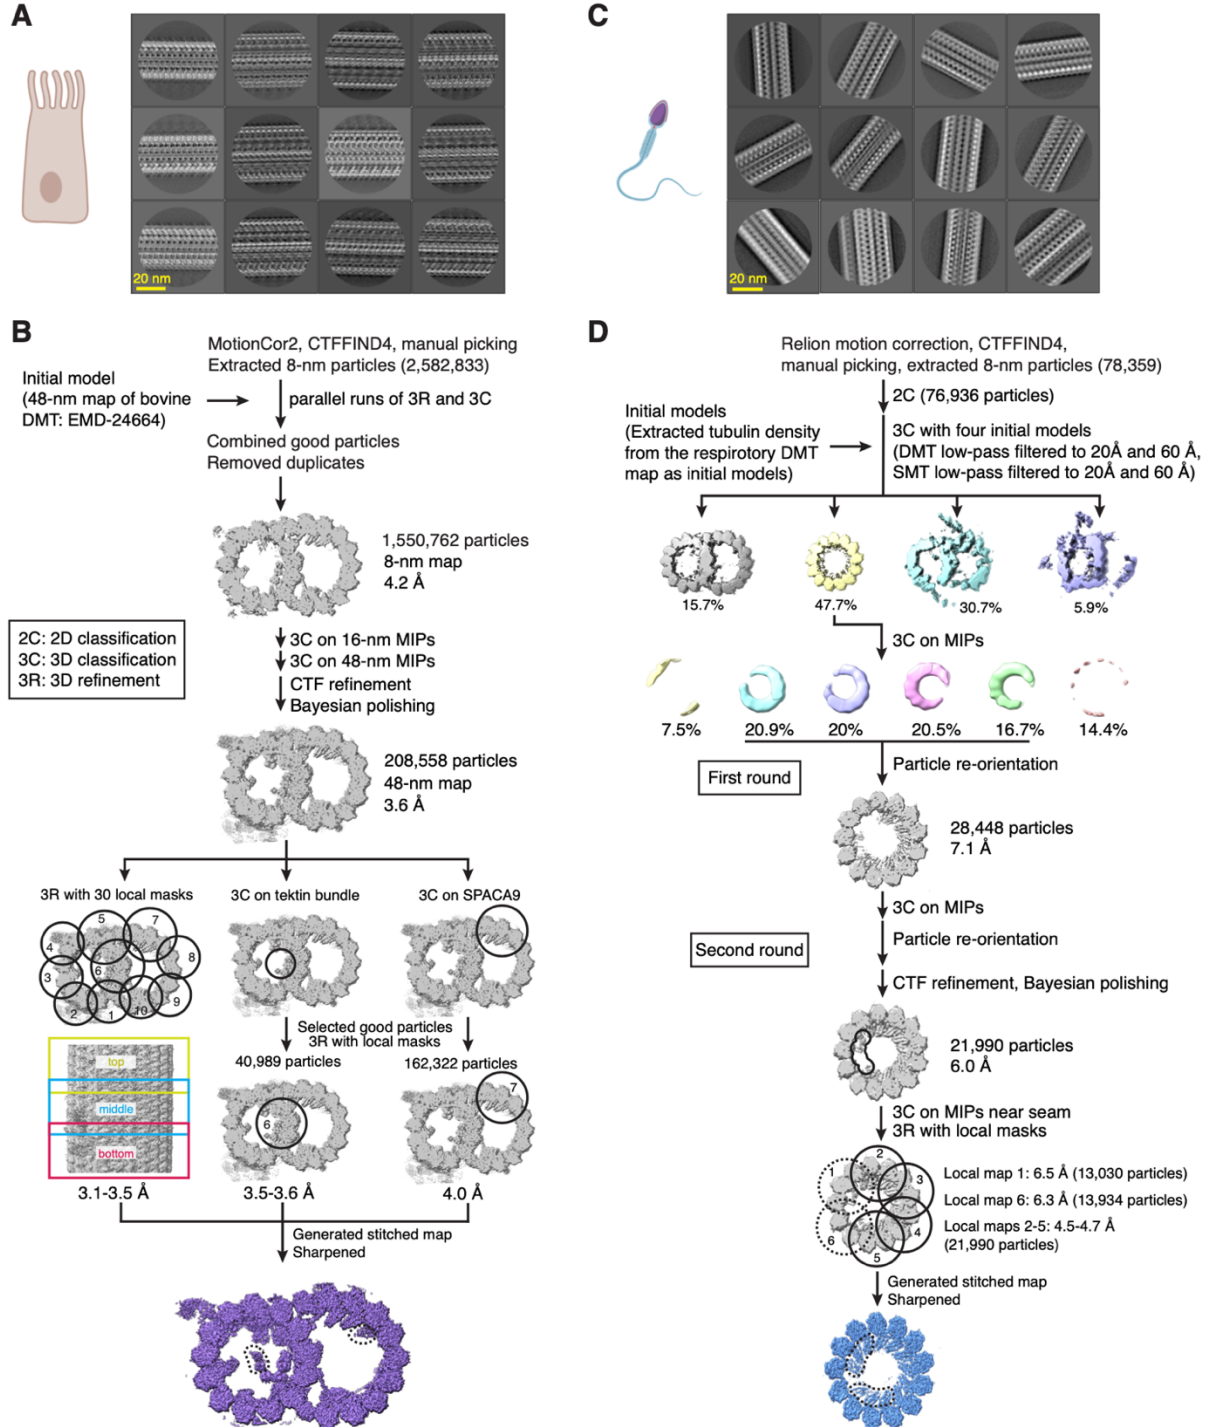 A
20 nm
B
MotionCor2, CTFFIND4, manual picking
Extracted 8-nm particles (2,582,833)
Initial model
(48-nm map of bovine
DMT: EMD-24664)
parallel runs of 3R and 3C
Combined good particles
Removed duplicates
1,550,762 particles
8-nm map
4.2 Å
2C: 2D classification
3C: 3D classification
3R: 3D refinement
3C on 16-nm MIPs
3C on 48-nm MIPs
CTF refinement
Bayesian polishing
208,558 particles
48-nm map
3.6 Å
3R with 30 local masks
3C on tektin bundle
3C on SPACA9
5
7
4
8
6
3
9
2
1
10
Selected good particles
3R with local masks
40,989 particles
162,322 particles
top
middle
bottom
6
7
3.1-3.5 Å
3.5-3.6 Å
4.0 Å
Generated stitched map
Sharpened
C
20 nm
D
Relion motion correction, CTFFIND4,
manual picking, extracted 8-nm particles (78,359)
2C (76,936 particles)
Initial models
(Extracted tubulin density
from the respiratory DMT
map as initial models)
3C with four initial models
(DMT low-pass filtered to 20Å and 60 Å,
SMT low-pass filtered to 20Å and 60 Å)
15.7%
47.7%
30.7%
5.9%
3C on MIPs
7.5%
20.9%
20%
20.5%
16.7%
14.4%
First round
Particle re-orientation
28,448 particles
7.1 Å
3C on MIPs
Second round
Particle re-orientation
CTF refinement, Bayesian polishing
21,990 particles
6.0 Å
3C on MIPs near seam
3R with local masks
2
1
3
6
4
5
Local map 1: 6.5 Å (13,030 particles)
Local map 6: 6.3 Å (13,934 particles)
Local maps 2-5: 4.5-4.7 Å
(21,990 particles)
Generated stitched map
Sharpened